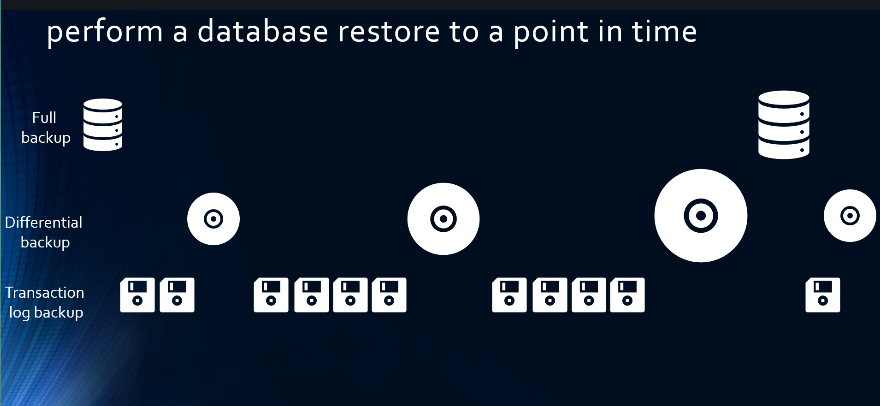 perform a database restore to a point in time
Full
backup
Differential
backup
Transaction
log backup